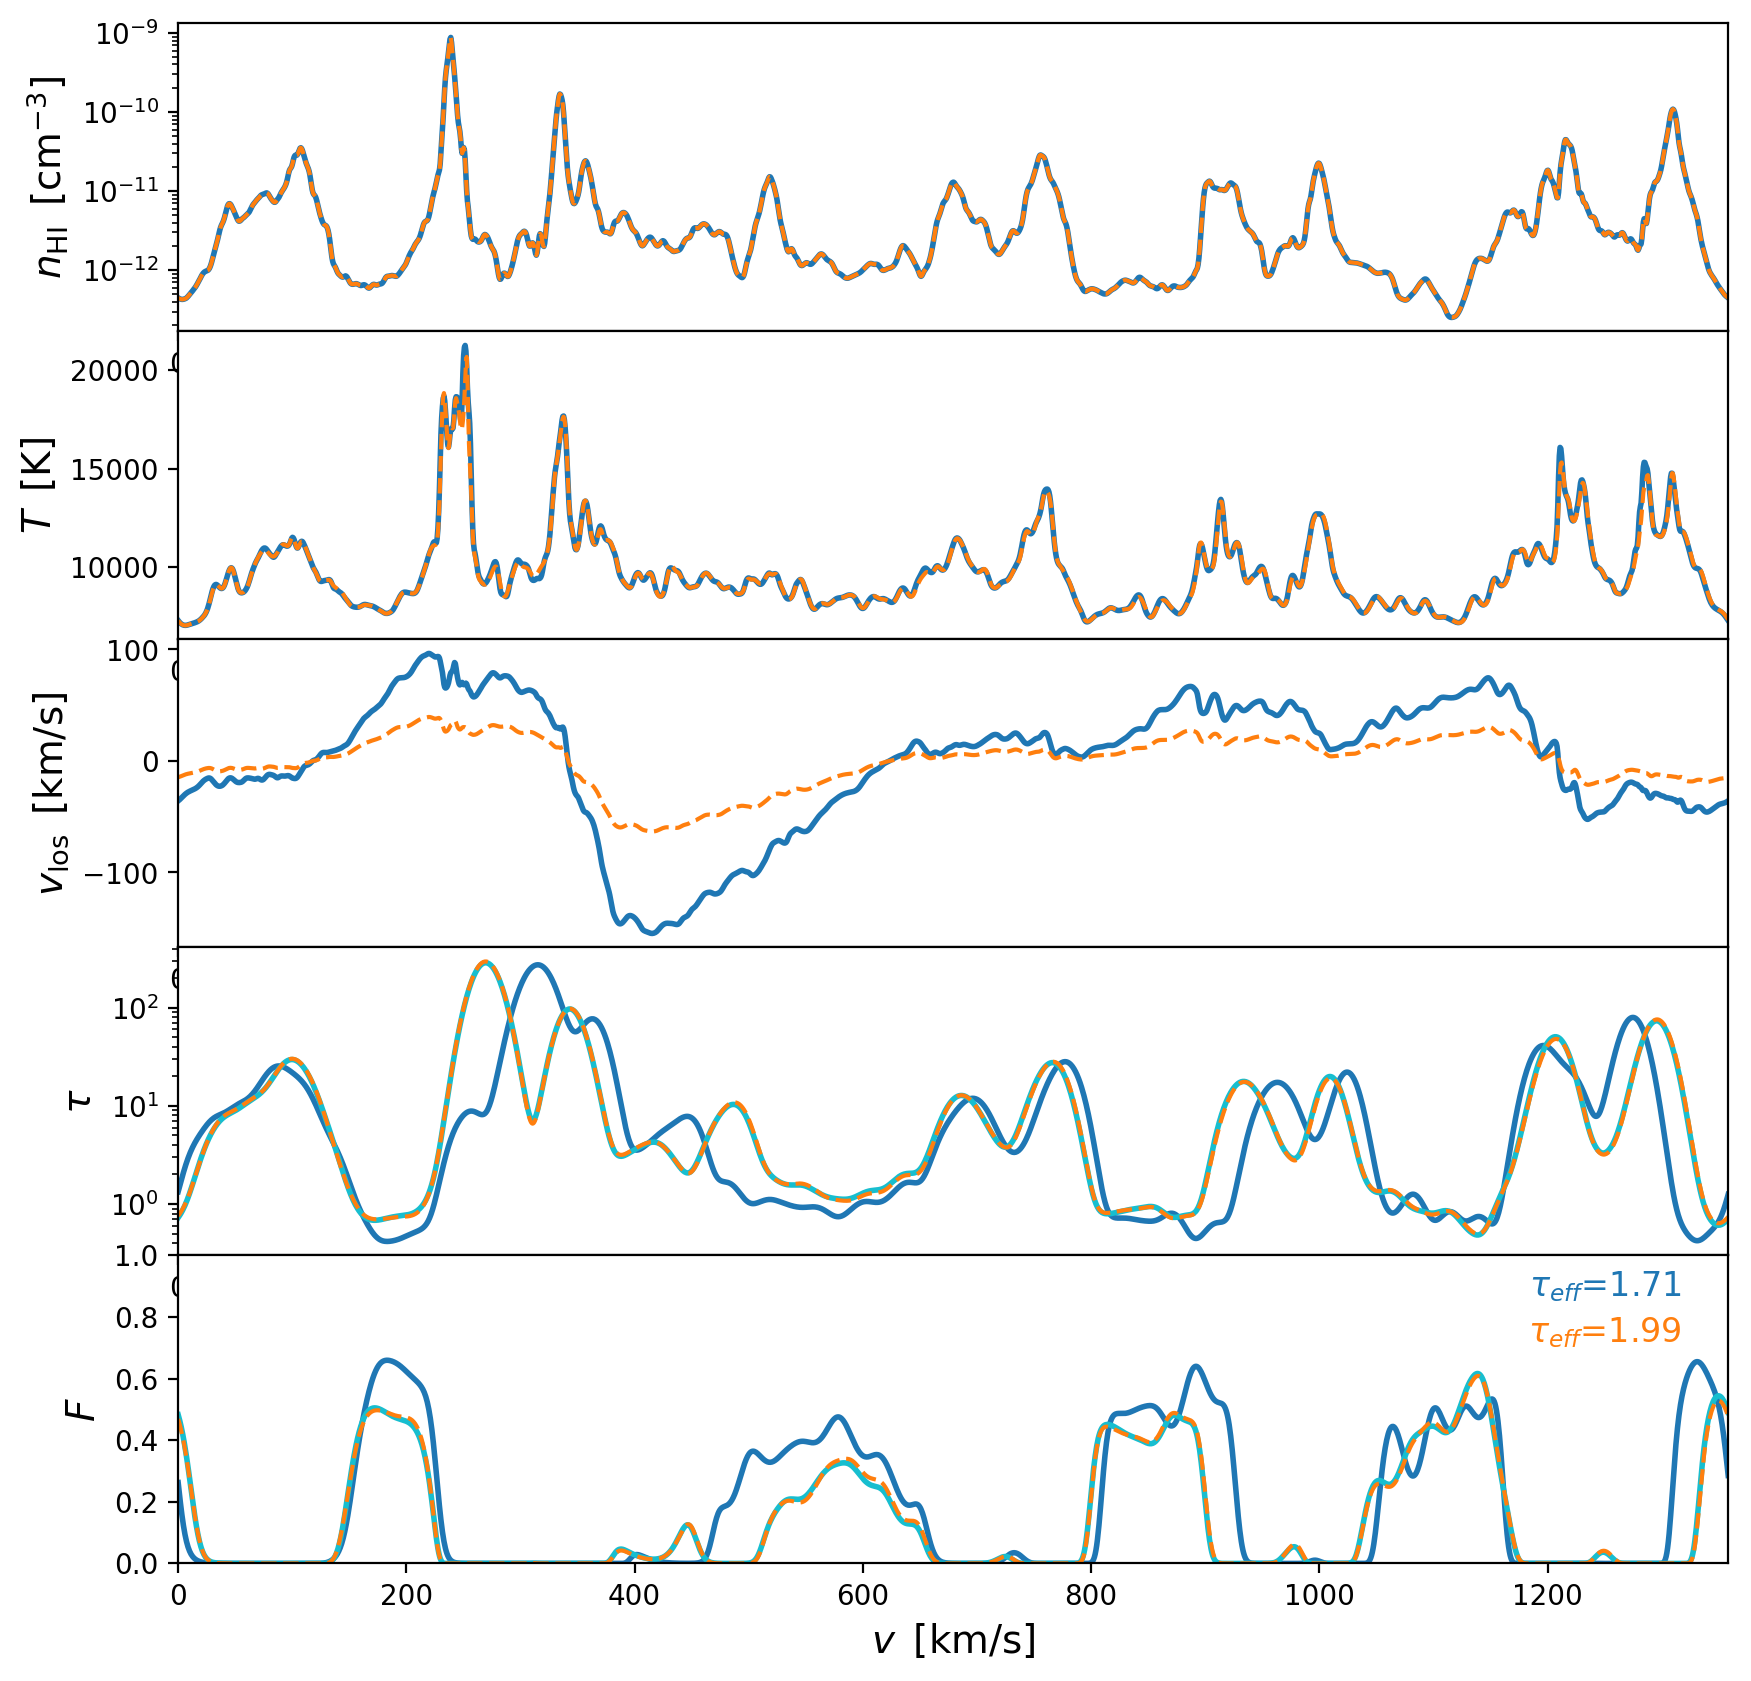 10⁻⁹
10⁻¹⁰
10⁻¹¹
10⁻¹²
n_HI [cm⁻³]
20000
15000
10000
T [K]
100
0
−100
v_los [km/s]
10²
10¹
10⁰
τ
1.0
0.8
0.6
0.4
0.2
0.0
F
τ_eff=1.71
τ_eff=1.99
0 200 400 600 800 1000 1200
v [km/s]